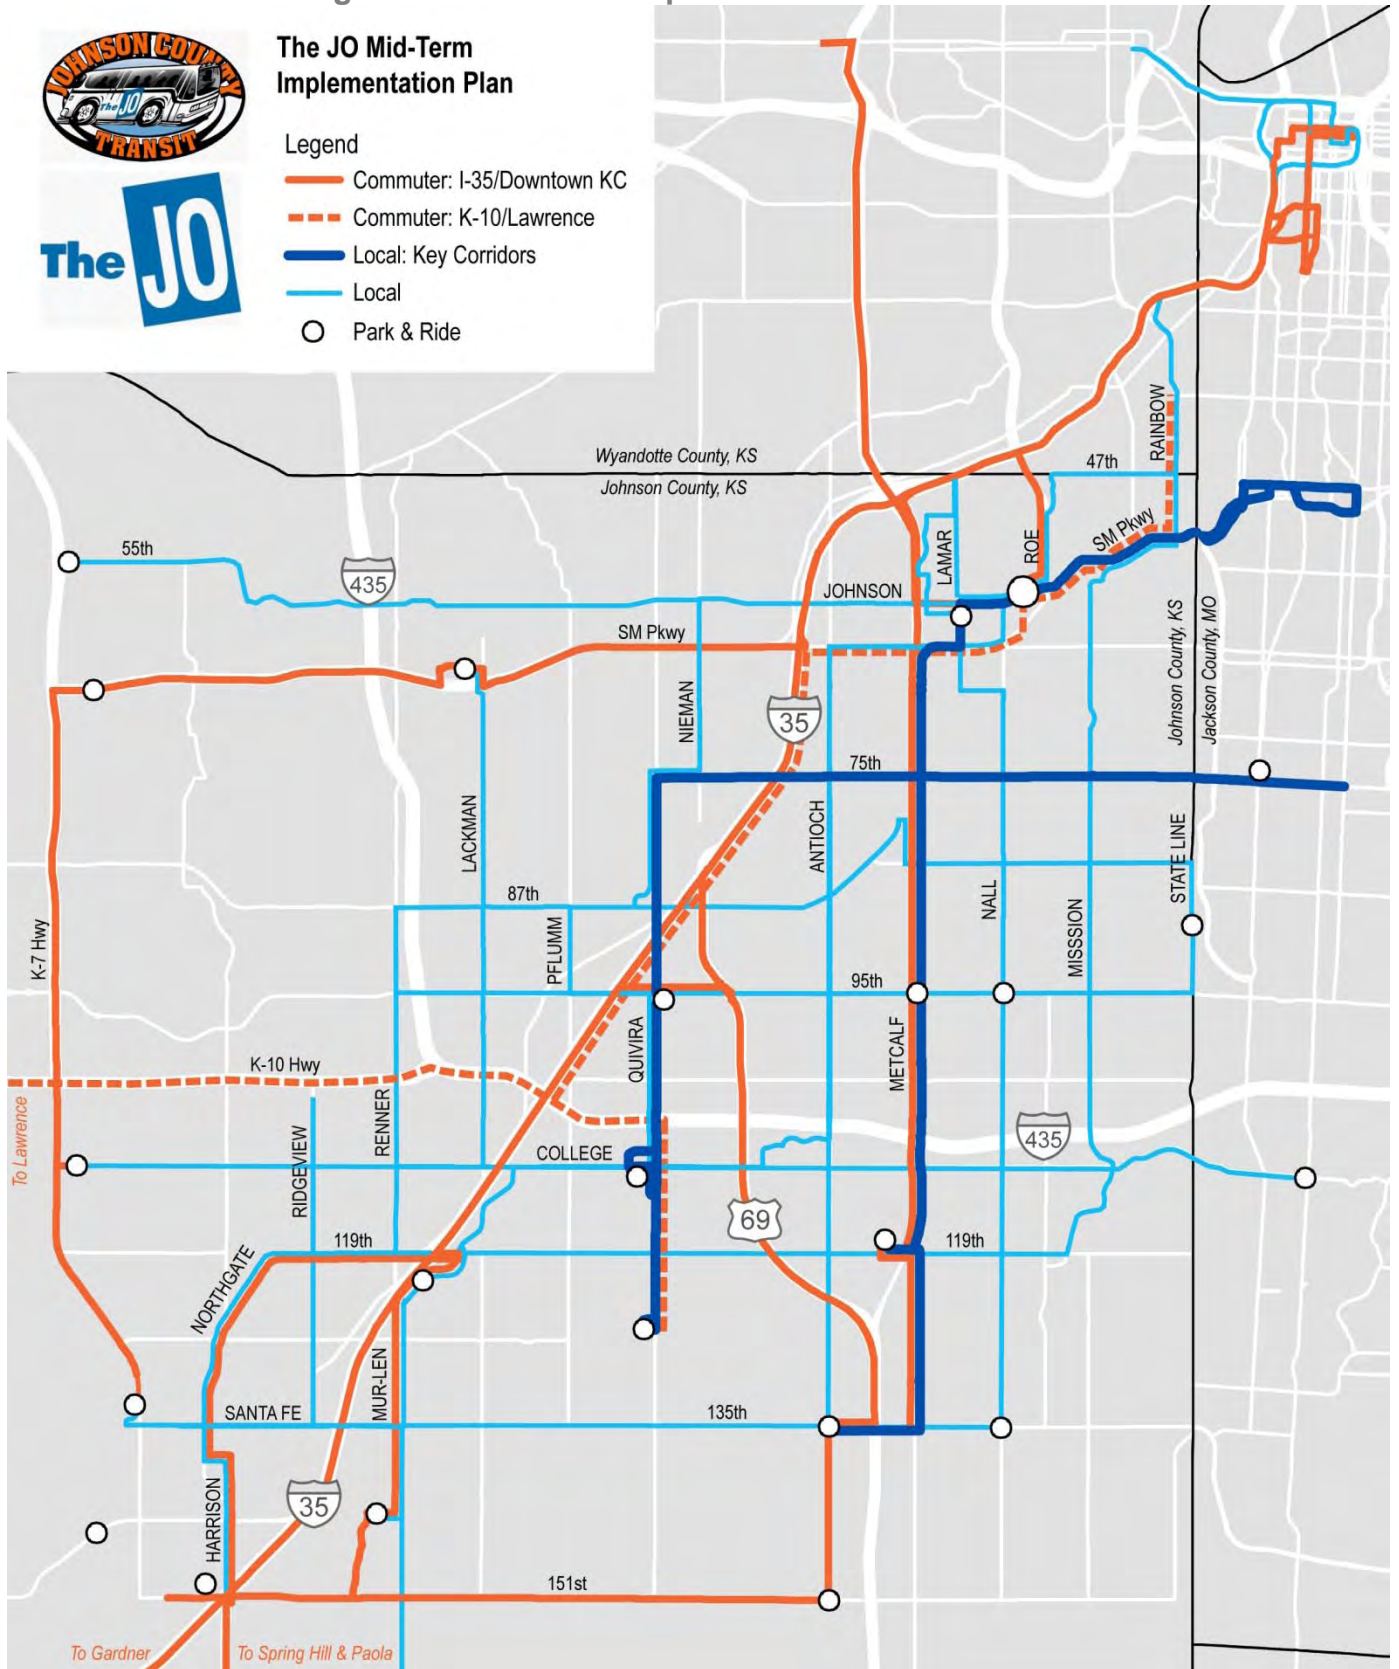 JOHNSON COUNTY
The JO
TRANSIT
The JO
The JO Mid-Term
Implementation Plan
Legend
Commuter: I-35/Downtown KC
Commuter: K-10/Lawrence
Local: Key Corridors
Local
Park & Ride
Wyandotte County, KS
Johnson County, KS
47th
RAINBOW
SM Pkwy
ROE
LAMAR
55th
435
JOHNSON
SM Pkwy
Johnson County, KS
Jackson County, MO
NIEMAN
35
75th
LACKMAN
ANTIOCH
STATE LINE
87th
NALL
MISSSION
PFLUMM
K-7 Hwy
95th
QUIVIRA
METCALF
K-10 Hwy
To Lawrence
RENNER
RIDGEVIEW
COLLEGE
435
69
119th
119th
NORTHGATE
MUR-LEN
SANTA FE
135th
35
HARRISON
151st
To Gardner
To Spring Hill & Paola